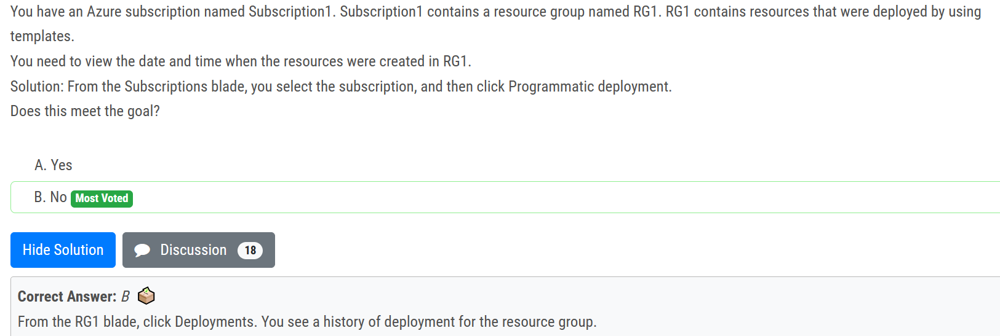 You have an Azure subscription named Subscription1. Subscription1 contains a resource group named RG1. RG1 contains resources that were deployed by using
templates.
You need to view the date and time when the resources were created in RG1.
Solution: From the Subscriptions blade, you select the subscription, and then click Programmatic deployment.
Does this meet the goal?
A. Yes
B. No Most Voted
Hide Solution Discussion 18
Correct Answer: B
From the RG1 blade, click Deployments. You see a history of deployment for the resource group.